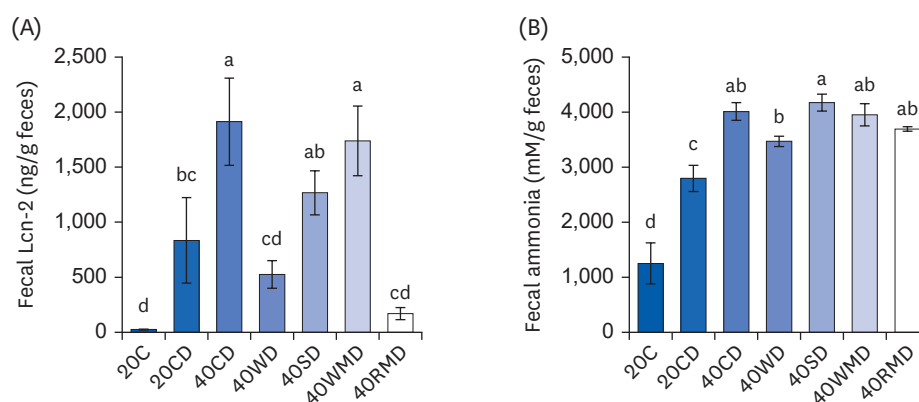 (A)
Fecal Lcn-2 (ng/g feces)
2,500
2,000
1,500
1,000
500
0
d
bc
a
cd
ab
a
cd
20C
20CD
40CD
40WD
40SD
40WMD
40RMD
(B)
Fecal ammonia (mM/g feces)
5,000
4,000
3,000
2,000
1,000
0
d
c
ab
b
a
ab
ab
20C
20CD
40CD
40WD
40SD
40WMD
40RMD